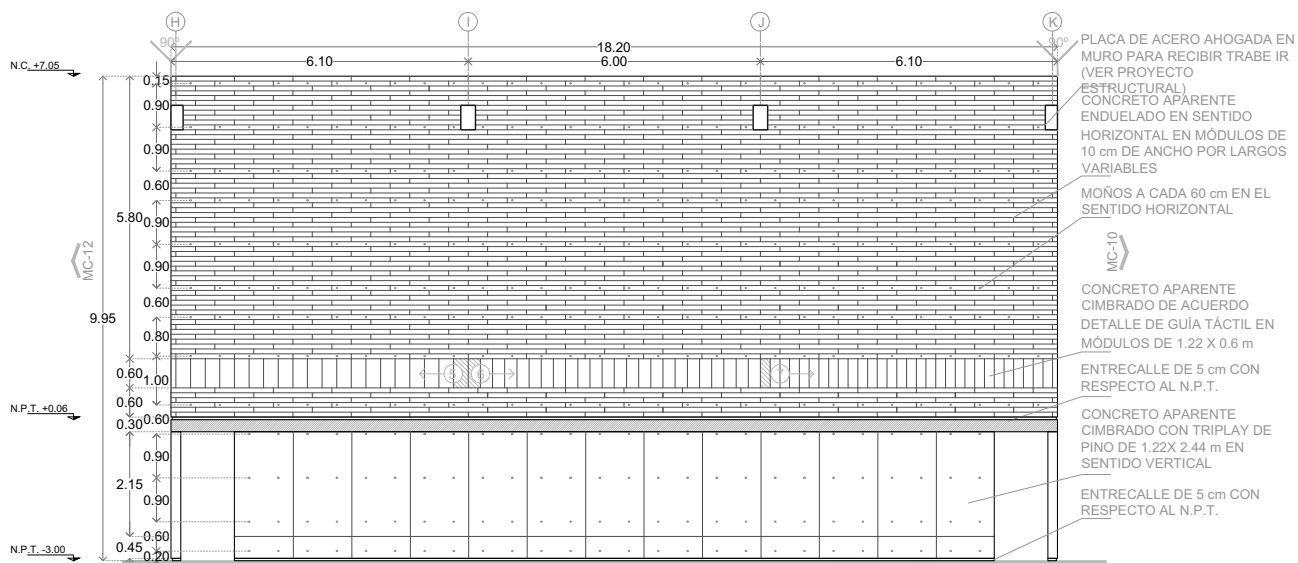 H I J K
90° 18.20 90°
6.10 6.00 6.10
N.C. +7.05
PLACA DE ACERO AHOGADA EN
MURO PARA RECIBIR TRABE IR
(VER PROYECTO
ESTRUCTURAL)
CONCRETO APARENTE
ENDUELADO EN SENTIDO
HORIZONTAL EN MÓDULOS DE
10 cm DE ANCHO POR LARGOS
VARIABLES
MOÑOS A CADA 60 cm EN EL
SENTIDO HORIZONTAL
MC-10
CONCRETO APARENTE
CIMBRADO DE ACUERDO
DETALLE DE GUÍA TÁCTIL EN
MÓDULOS DE 1.22 X 0.6 m
ENTRECALLE DE 5 cm CON
RESPECTO AL N.P.T.
CONCRETO APARENTE
CIMBRADO CON TRIPLAY DE
PINO DE 1.22X 2.44 m EN
SENTIDO VERTICAL
ENTRECALLE DE 5 cm CON
RESPECTO AL N.P.T.
0.15
0.90
0.90
0.60
5.80
0.90
MC-12
0.90
0.60
9.95
0.80
0.60
1.00
5 6 7
0.60
N.P.T. +0.06
0.60
0.30
0.90
2.15
0.90
0.60
0.45
0.20
N.P.T. -3.00